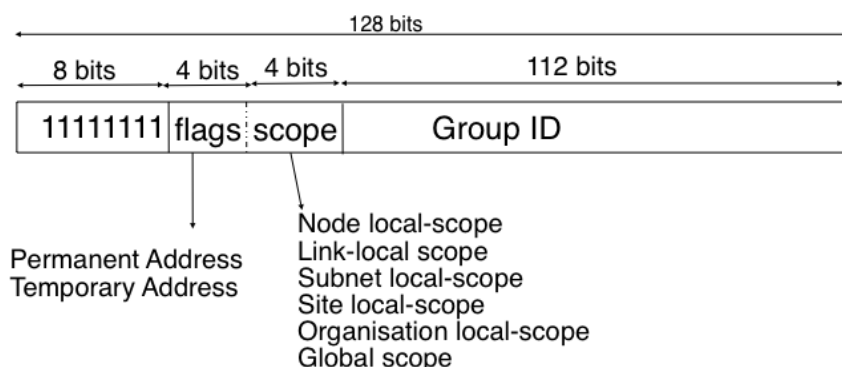 128 bits
8 bits 4 bits 4 bits 112 bits
11111111 flags scope Group ID
Node local-scope
Link-local scope
Permanent Address
Subnet local-scope
Temporary Address
Site local-scope
Organisation local-scope
Global scope